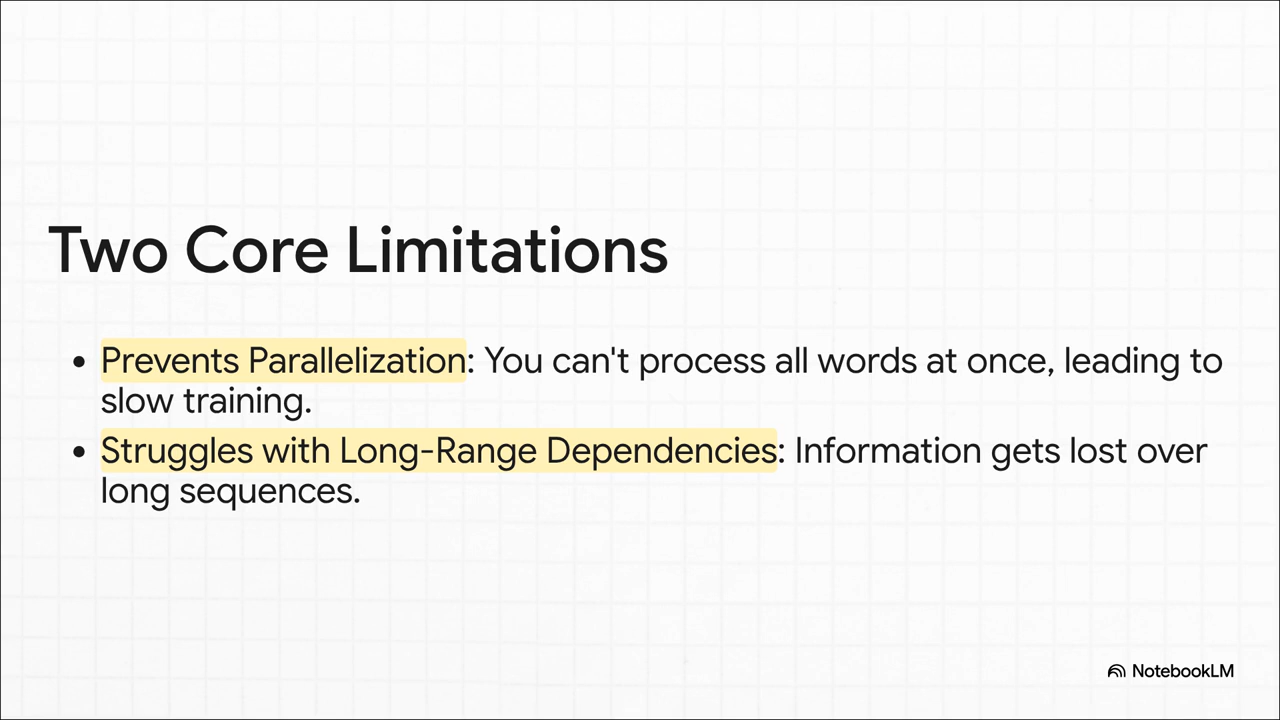 Two Core Limitations
• Prevents Parallelization: You can't process all words at once, leading to
slow training.
• Struggles with Long-Range Dependencies: Information gets lost over
long sequences.
NotebookLM